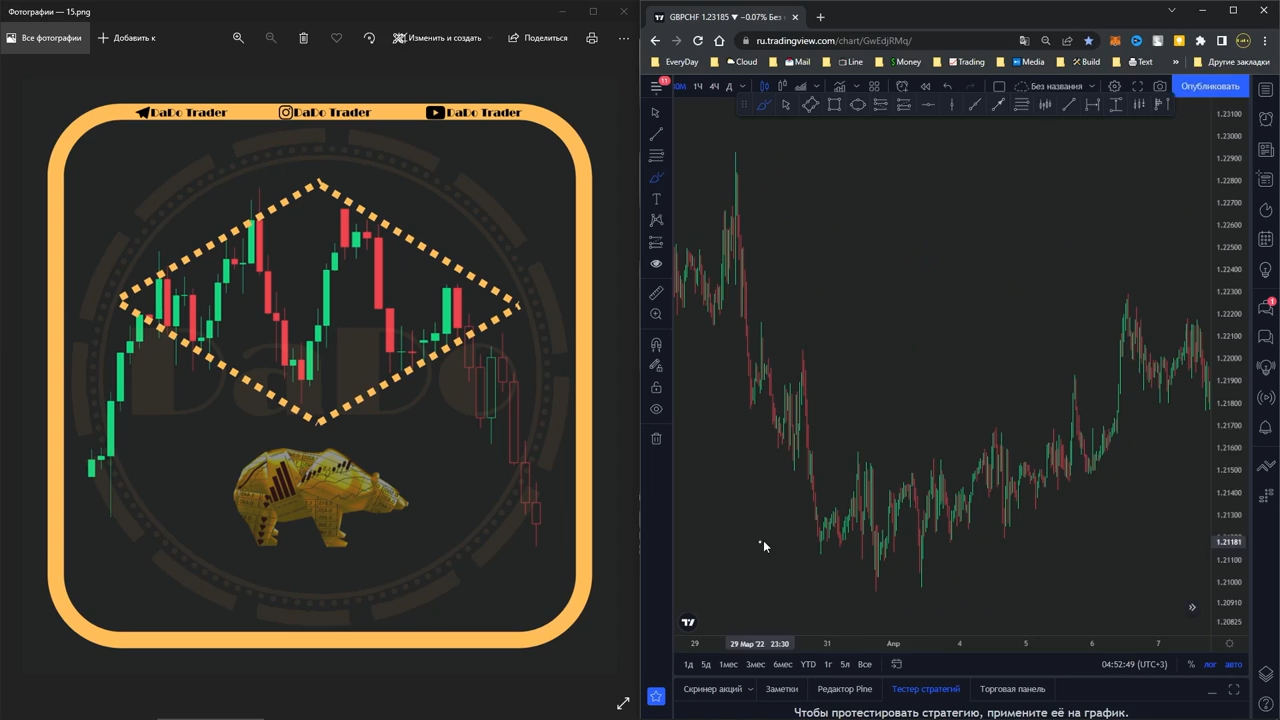 Фотографии — 15.png
Все фотографии
Добавить к
Изменить и создать
Поделиться
DaDo Trader
DaDo Trader
DaDo Trader
DaDo
GBPCHF 1.23185 ▼ −0.07% Без
ru.tradingview.com/chart/GwEdjRMq/
EveryDay
Cloud
Mail
Line
Money
Trading
Media
Build
Text
»
Другие закладки
11
1Ч
4Ч
Д
Без названия
Опубликовать
1.23100
1.23000
1.22900
1.22800
1.22700
1.22600
1.22500
1.22400
1.22300
1.22210
1.22100
1.22000
1.21900
1.21800
1.21700
1.21600
1.21500
1.21400
1.21300
1.21181
1.21000
1.20910
1.20825
29
29 Мар '22 23:30
31
Апр
4
5
6
7
1д
5д
1мес
3мес
6мес
YTD
1г
5л
Все
04:52:49 (UTC+3)
%
лог
авто
Скринер акций
Заметки
Редактор Pine
Тестер стратегий
Торговая панель
Чтобы протестировать стратегию, примените её на график.